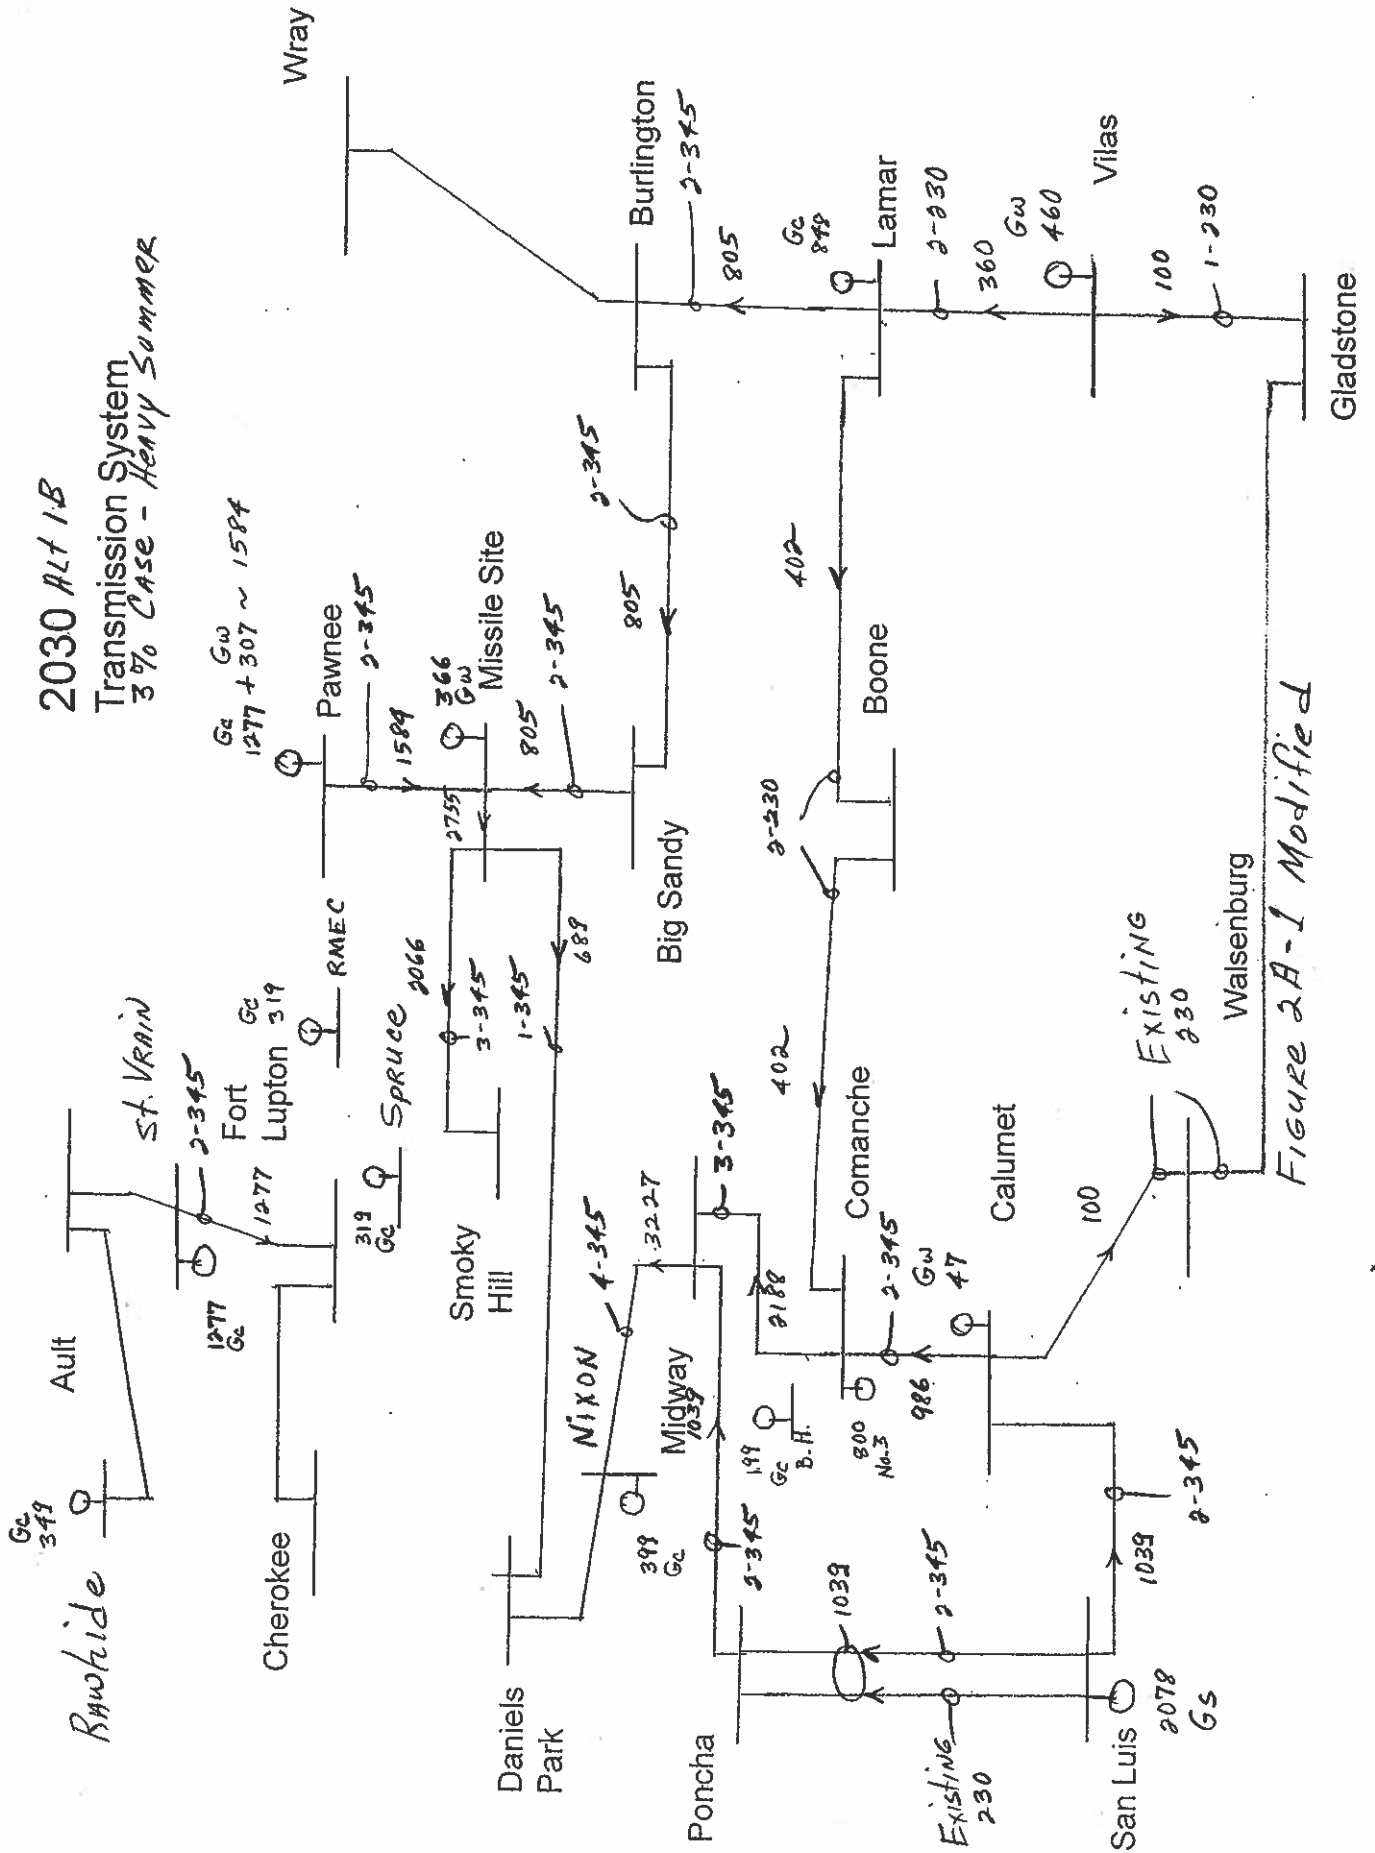 2030 Alt 1B
Transmission System
3% CASE - Heavy Summer
Wray
Burlington
2-345
805
Gc
848
Lamar
2-230
360
Gw
460
Vilas
100
1-230
Gladstone
2-345
805
402
Boone
2-230
402
Gc Gw
1277 + 307 ~ 1584
Pawnee
2-345
1584
366
Gw
Missile Site
2755
805
2-345
Big Sandy
2066
3-345
1-345
689
RMEC
Gc
319
St. VRAIN
2-345
Fort
Lupton
1277
1277
Gc
Spruce
319
Gc
Ault
Rawhide
Gc
349
Cherokee
Smoky
Hill
Daniels
Park
NIXON
399
Gc
4-345
3227
Midway
1039
3-345
2188
Comanche
199
Gc
B.H.
800
No.3
2-345
986
Gw
47
Calumet
100
Existing
230
Walsenburg
Poncha
2-345
1039
2-345
Existing
230
San Luis
2078
Gs
1039
2-345
FIGURE 2A-1 Modified